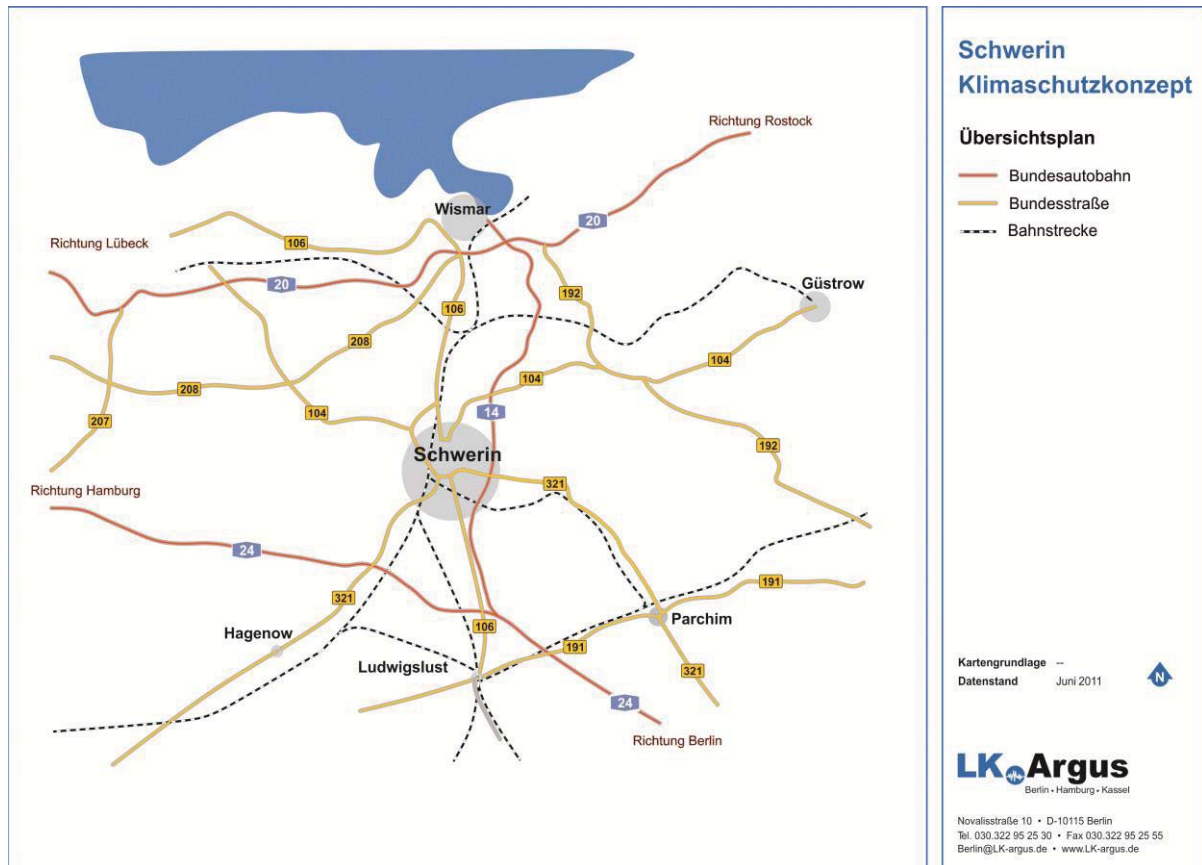 Richtung Rostock
Wismar
20
106
Richtung Lübeck
20
192
Güstrow
106
208
104
208
104
104
14
207
192
Schwerin
321
Richtung Hamburg
24
191
321
106
Parchim
Hagenow
191
Ludwigslust
321
24
Richtung Berlin
Schwerin
Klimaschutzkonzept
Übersichtsplan
Bundesautobahn
Bundesstraße
Bahnstrecke
Kartengrundlage --
Datenstand Juni 2011
N
LK Argus
Berlin • Hamburg • Kassel
Novalisstraße 10 • D-10115 Berlin
Tel. 030.322 95 25 30 • Fax 030.322 95 25 55
Berlin@LK-argus.de • www.LK-argus.de